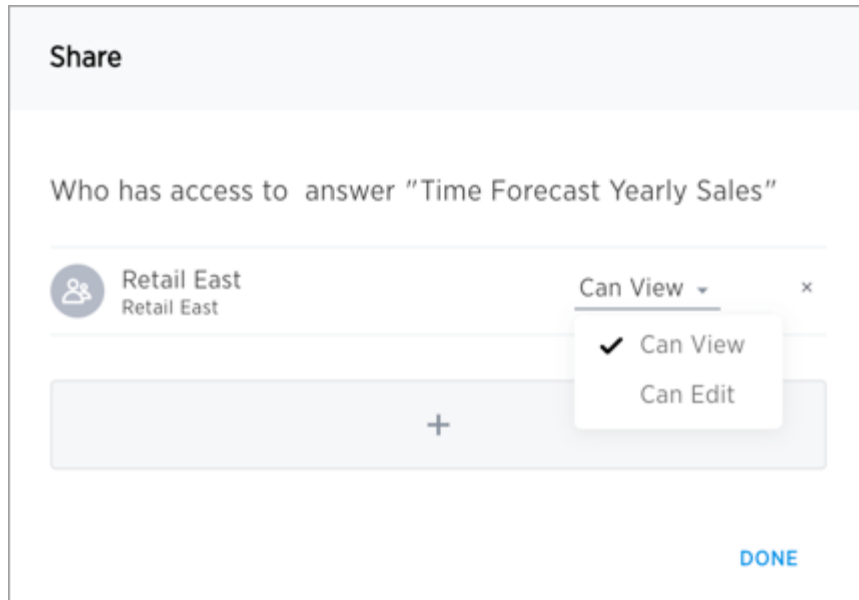 Share
Who has access to answer "Time Forecast Yearly Sales"
Retail East
Retail East
Can View
Can View
Can Edit
+
DONE